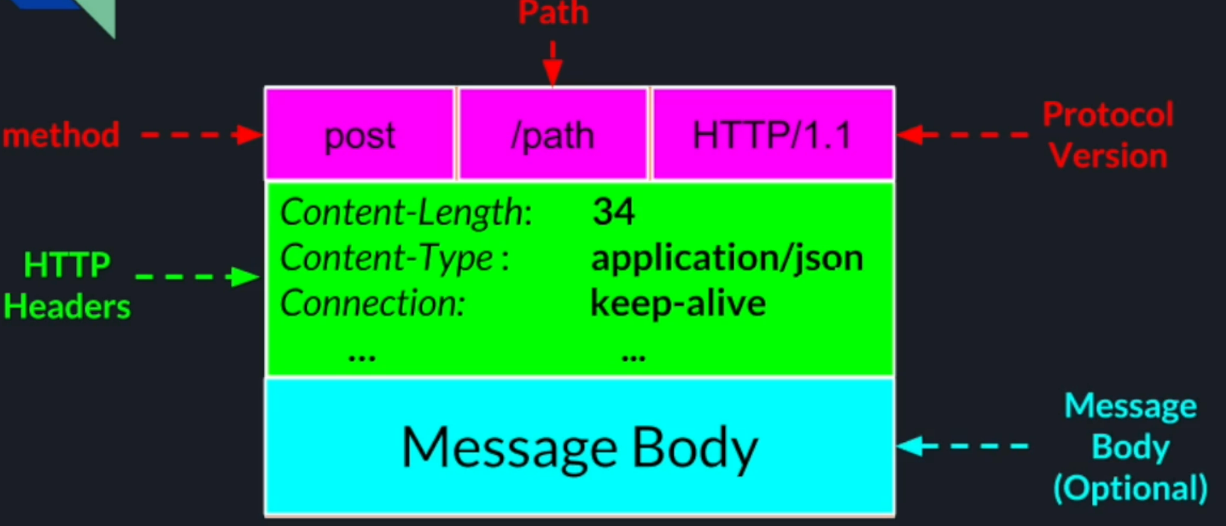 Path
method
post
/path
HTTP/1.1
Protocol
Version
HTTP
Headers
Content-Length: 34
Content-Type : application/json
Connection: keep-alive
... ...
Message Body
Message
Body
(Optional)